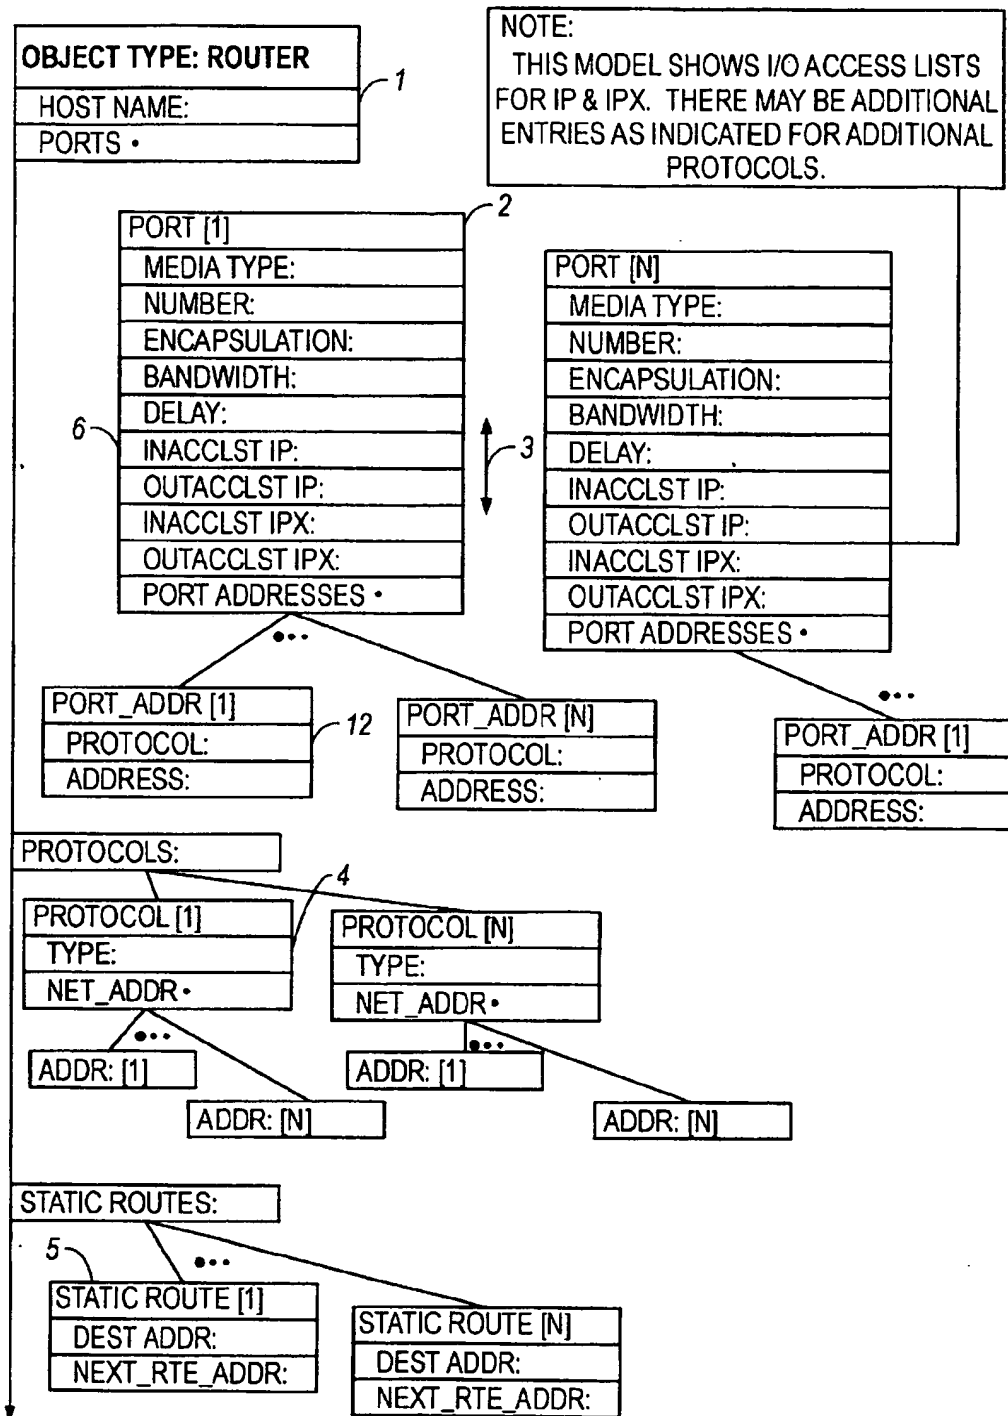 OBJECT TYPE: ROUTER
HOST NAME:
PORTS •
1
NOTE:
THIS MODEL SHOWS I/O ACCESS LISTS
FOR IP & IPX. THERE MAY BE ADDITIONAL
ENTRIES AS INDICATED FOR ADDITIONAL
PROTOCOLS.
2
PORT [1]
MEDIA TYPE:
NUMBER:
ENCAPSULATION:
BANDWIDTH:
DELAY:
INACCLST IP:
OUTACCLST IP:
INACCLST IPX:
OUTACCLST IPX:
PORT ADDRESSES •
6
3
PORT [N]
MEDIA TYPE:
NUMBER:
ENCAPSULATION:
BANDWIDTH:
DELAY:
INACCLST IP:
OUTACCLST IP:
INACCLST IPX:
OUTACCLST IPX:
PORT ADDRESSES •
PORT_ADDR [1]
PROTOCOL:
ADDRESS:
12
PORT_ADDR [N]
PROTOCOL:
ADDRESS:
PORT_ADDR [1]
PROTOCOL:
ADDRESS:
PROTOCOLS:
4
PROTOCOL [1]
TYPE:
NET_ADDR •
PROTOCOL [N]
TYPE:
NET_ADDR •
ADDR: [1]
ADDR: [N]
ADDR: [1]
ADDR: [N]
STATIC ROUTES:
5
STATIC ROUTE [1]
DEST ADDR:
NEXT_RTE_ADDR:
STATIC ROUTE [N]
DEST ADDR:
NEXT_RTE_ADDR: